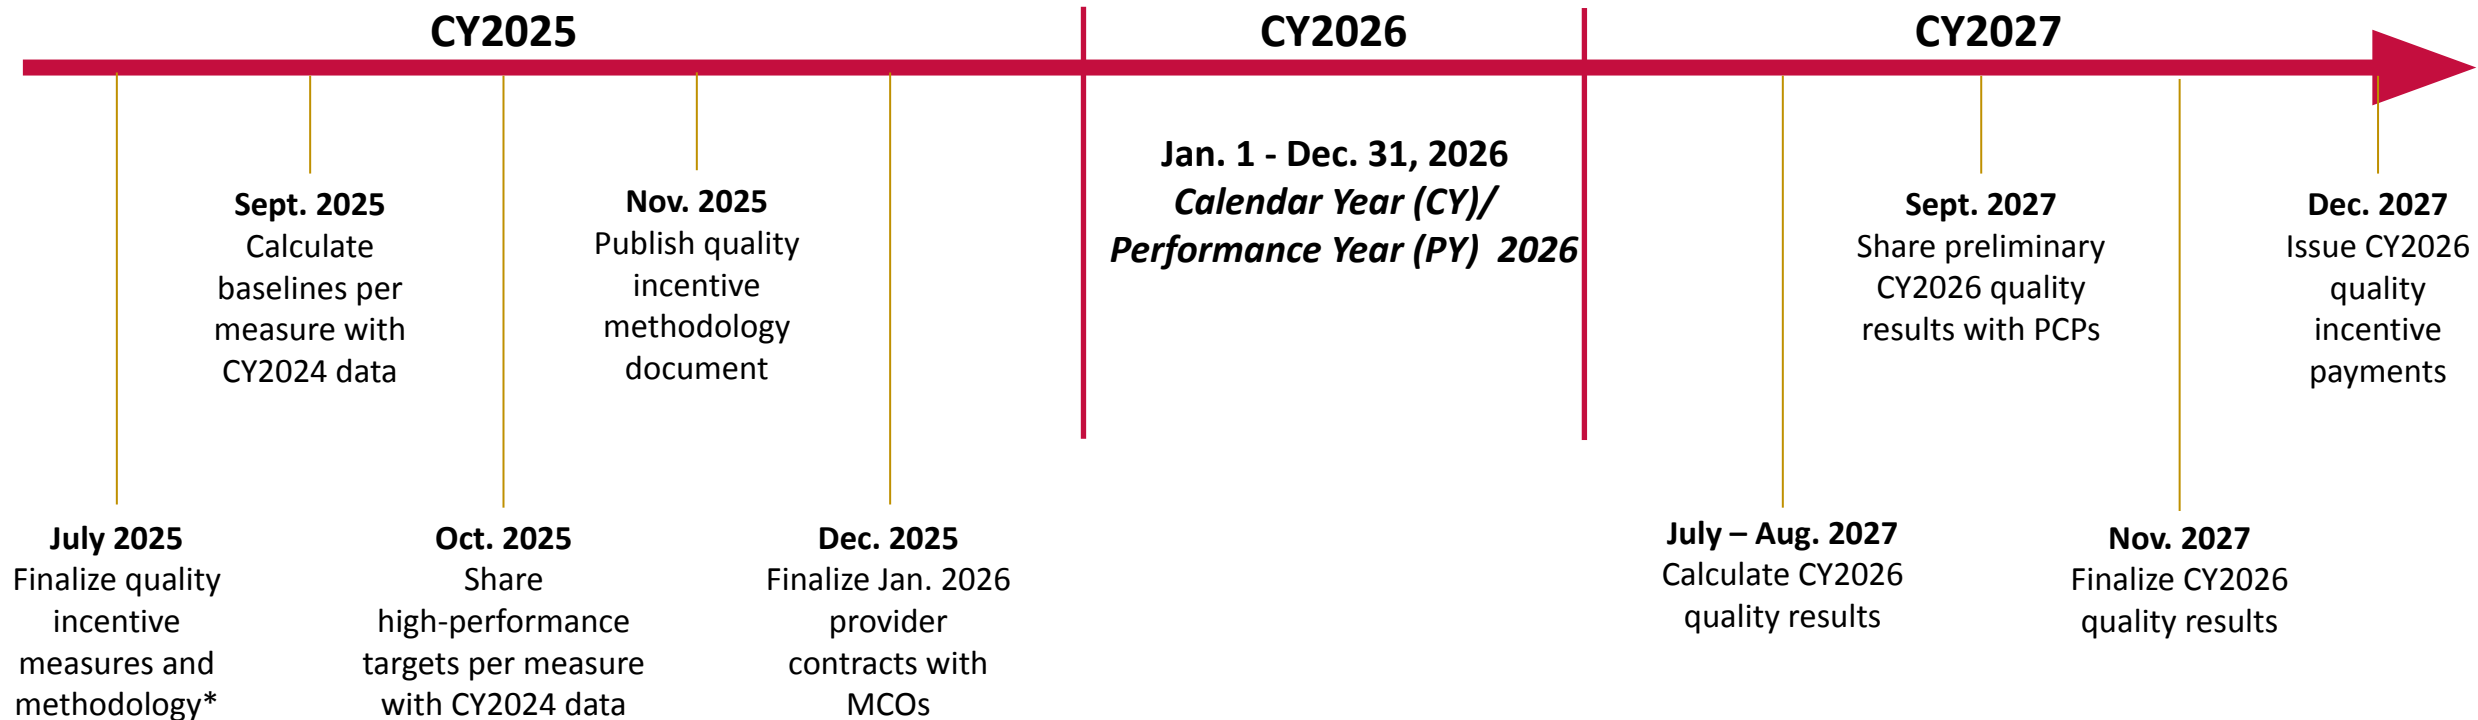 CY2025
CY2026
CY2027
July 2025
Finalize quality
incentive
measures and
methodology*
Sept. 2025
Calculate
baselines per
measure with
CY2024 data
Oct. 2025
Share
high-performance
targets per measure
with CY2024 data
Nov. 2025
Publish quality
incentive
methodology
document
Dec. 2025
Finalize Jan. 2026
provider
contracts with
MCOs
Jan. 1 - Dec. 31, 2026
Calendar Year (CY)/
Performance Year (PY) 2026
July – Aug. 2027
Calculate CY2026
quality results
Sept. 2027
Share preliminary
CY2026 quality
results with PCPs
Nov. 2027
Finalize CY2026
quality results
Dec. 2027
Issue CY2026
quality
incentive
payments